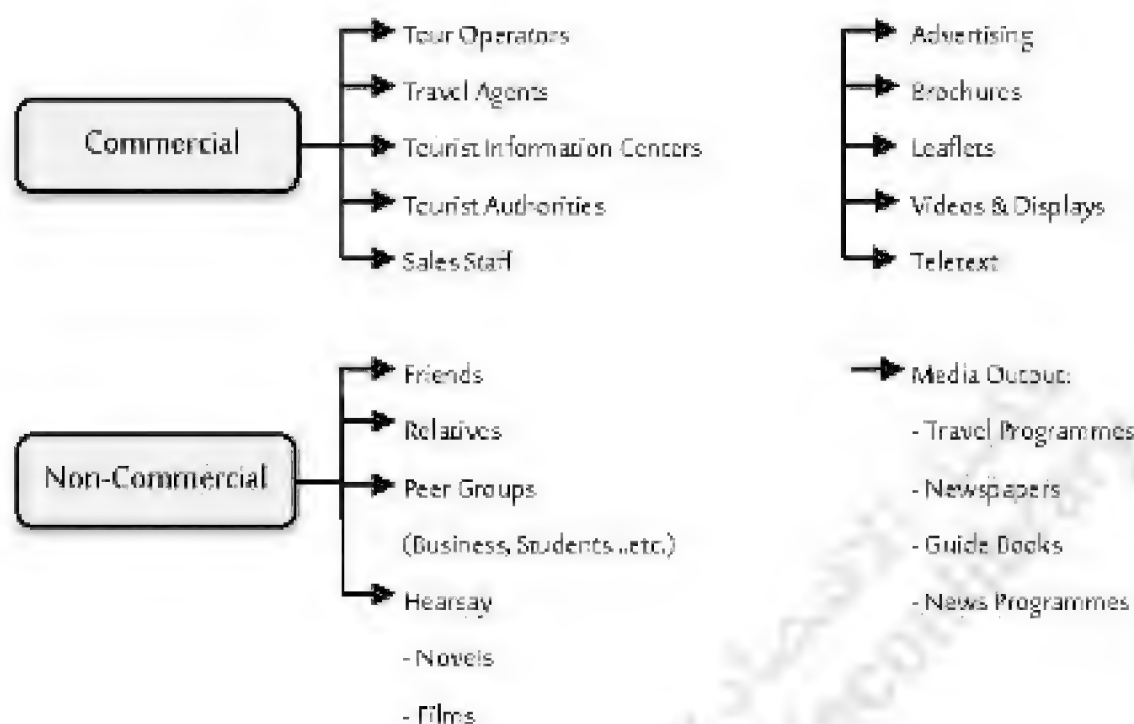 Commercial
Tour Operators
Travel Agents
Tourist Information Centers
Tourist Authorities
Sales Staff
Advertising
Brochures
Leaflets
Videos & Displays
Teletext
Non-Commercial
Friends
Relatives
Peer Groups
(Business, Students ..etc.)
Hearsay
- Novels
- Films
Media Output:
- Travel Programmes
- Newspapers
- Guide Books
- News Programmes